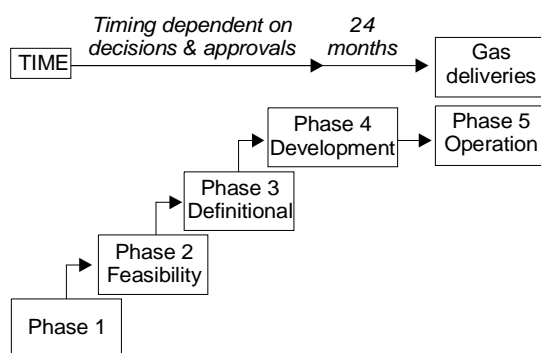 Timing dependent on
decisions & approvals
24
months
TIME
Gas
deliveries
Phase 4
Development
Phase 5
Operation
Phase 3
Definitional
Phase 2
Feasibility
Phase 1